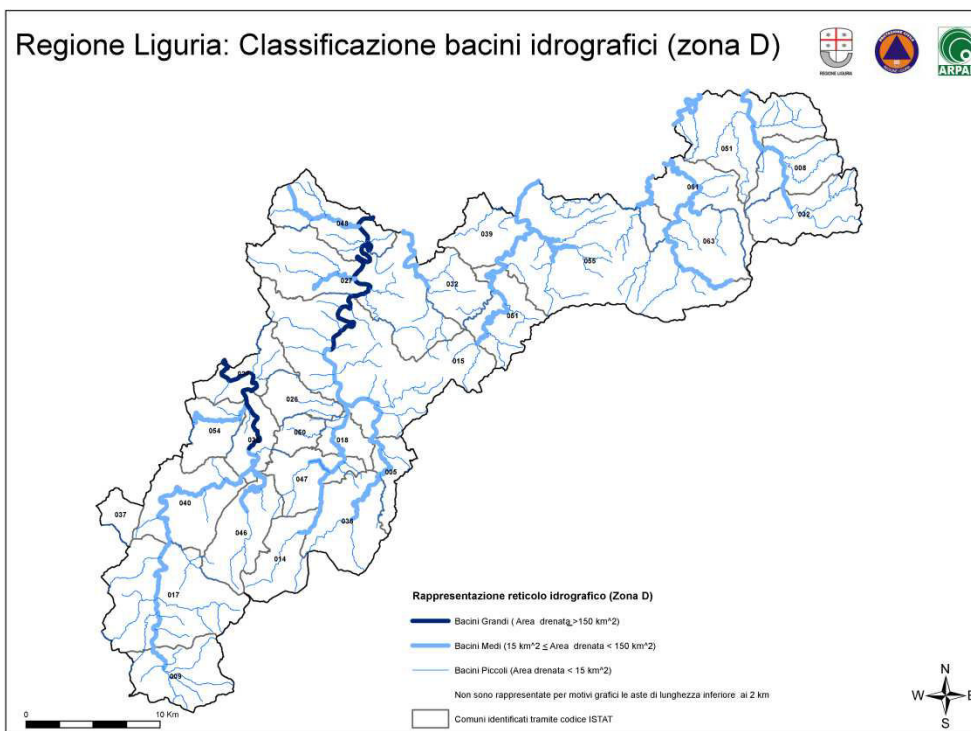 Regione Liguria: Classificazione bacini idrografici (zona D)
REGIONE LIGURIA
ARPAL
051
008
061
032
048
039
063
055
027
032
051
015
026
054
050
018
005
047
040
037
046
038
014
017
009
Rappresentazione reticolo idrografico (Zona D)
Bacini Grandi ( Area drenata >150 km^2)
Bacini Medi (15 km^2 ≤ Area drenata < 150 km^2)
Bacini Piccoli (Area drenata < 15 km^2)
Non sono rappresentate per motivi grafici le aste di lunghezza inferiore ai 2 km
Comuni identificati tramite codice ISTAT
0 10 Km
N
W E
S